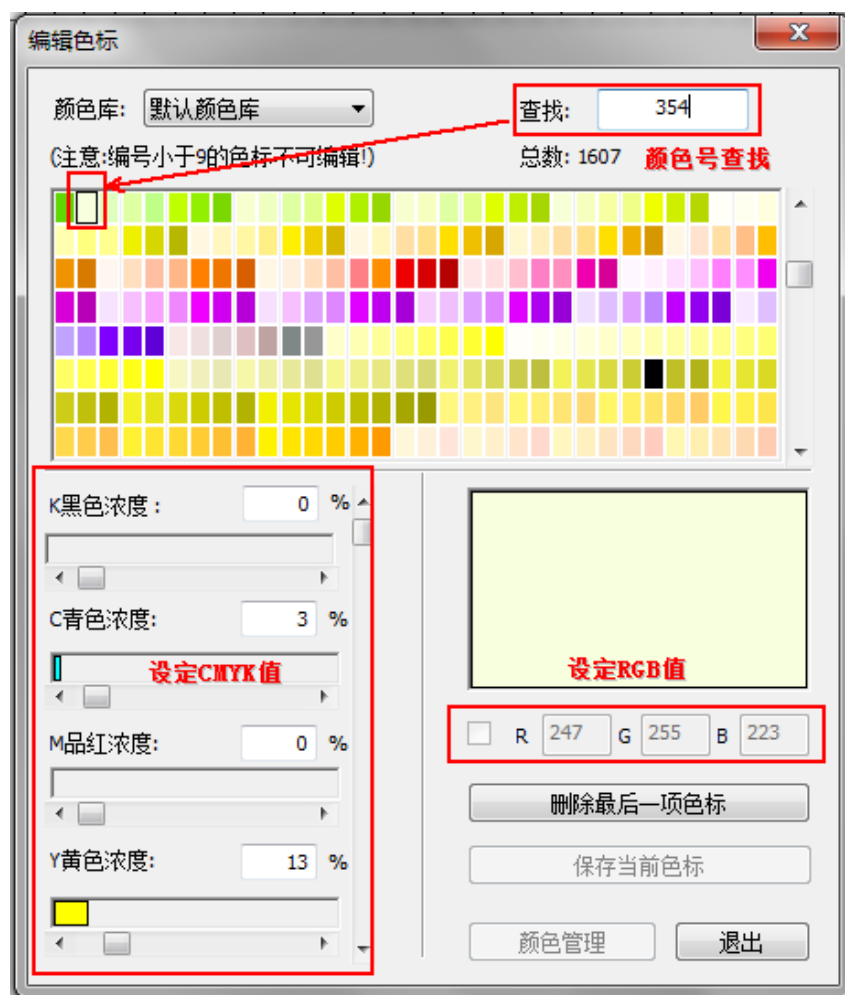 编辑色标
颜色库: 默认颜色库 查找: 354
(注意:编号小于9的色标不可编辑!) 总数: 1607 颜色号查找
K黑色浓度: 0 %
C青色浓度: 3 %
设定CMYK值
M品红浓度: 0 %
Y黄色浓度: 13 %
设定RGB值
R 247 G 255 B 223
删除最后一项色标
保存当前色标
颜色管理 退出